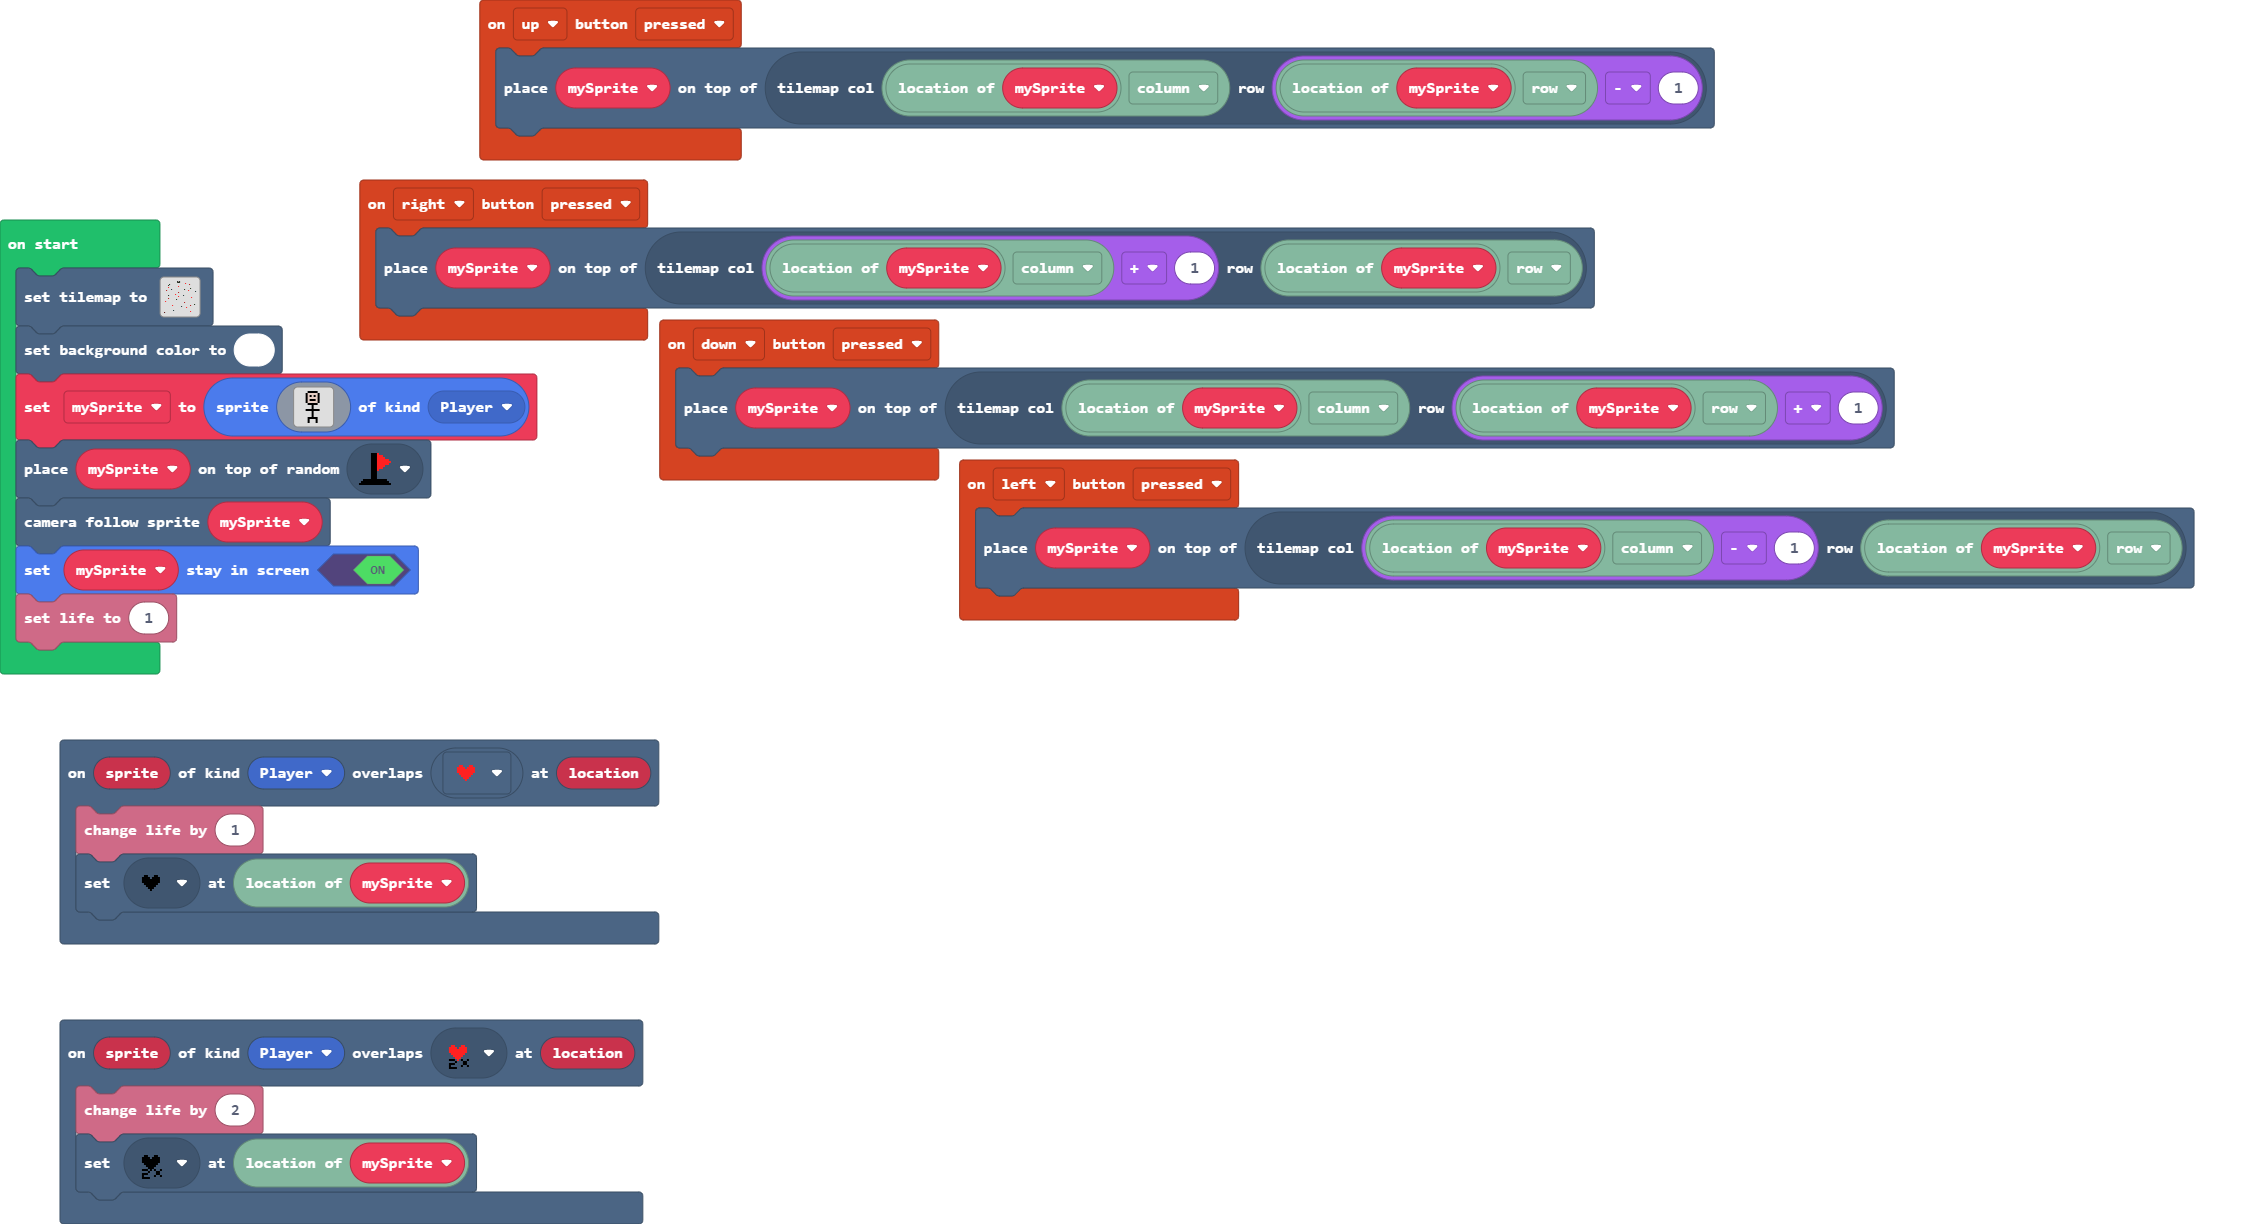 on up button pressed
place mySprite on top of tilemap col location of mySprite column row location of mySprite row - 1
on right button pressed
place mySprite on top of tilemap col location of mySprite column + 1 row location of mySprite row
on start
set tilemap to
set background color to
set mySprite to sprite of kind Player
place mySprite on top of random
camera follow sprite mySprite
set mySprite stay in screen ON
set life to 1
on down button pressed
place mySprite on top of tilemap col location of mySprite column row location of mySprite row + 1
on left button pressed
place mySprite on top of tilemap col location of mySprite column - 1 row location of mySprite row
on sprite of kind Player overlaps at location
change life by 1
set at location of mySprite
on sprite of kind Player overlaps 2x at location
change life by 2
set 2x at location of mySprite